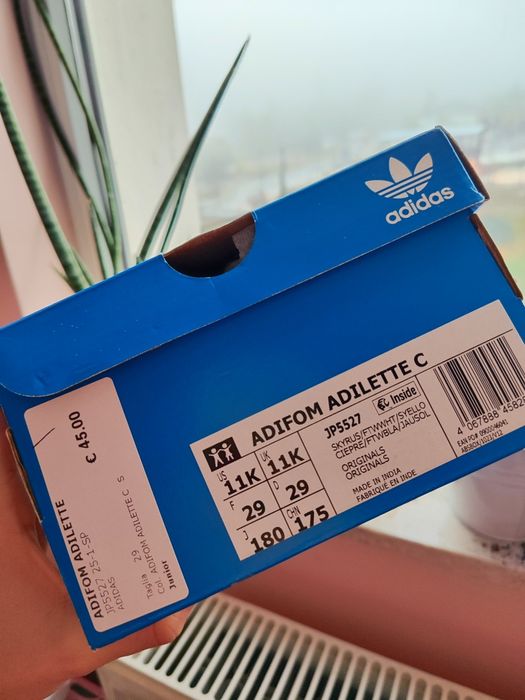 adidas
€ 45.00
ADIFOM ADILETTE
JP5527 25-1-SP
ADIDAS
Taglia 29
Col. ADIFOM ADILETTE C S
Junior
ADIFOM ADILETTE C
JP5527
Inside
SKYRUS/FTWWHT/SYELLO
CIEPRE/FTWBLA/JAUSOL
ORIGINALS
ORIGINALS
MADE IN INDIA
FABRIQUÉ EN INDE
US 11K UK 11K
F 29 D 29
J 180 CHN 175
4 067888 4582